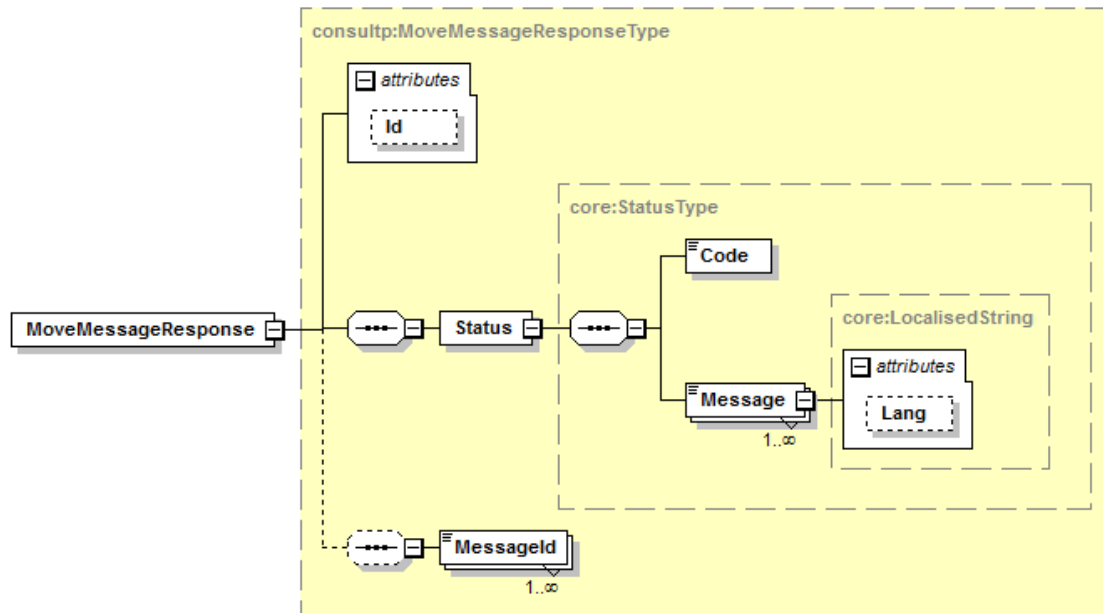 consultp:MoveMessageResponseType
attributes
Id
core:StatusType
Code
core:LocalisedString
MoveMessageResponse
Status
attributes
Message
Lang
1..∞
MessageId
1..∞